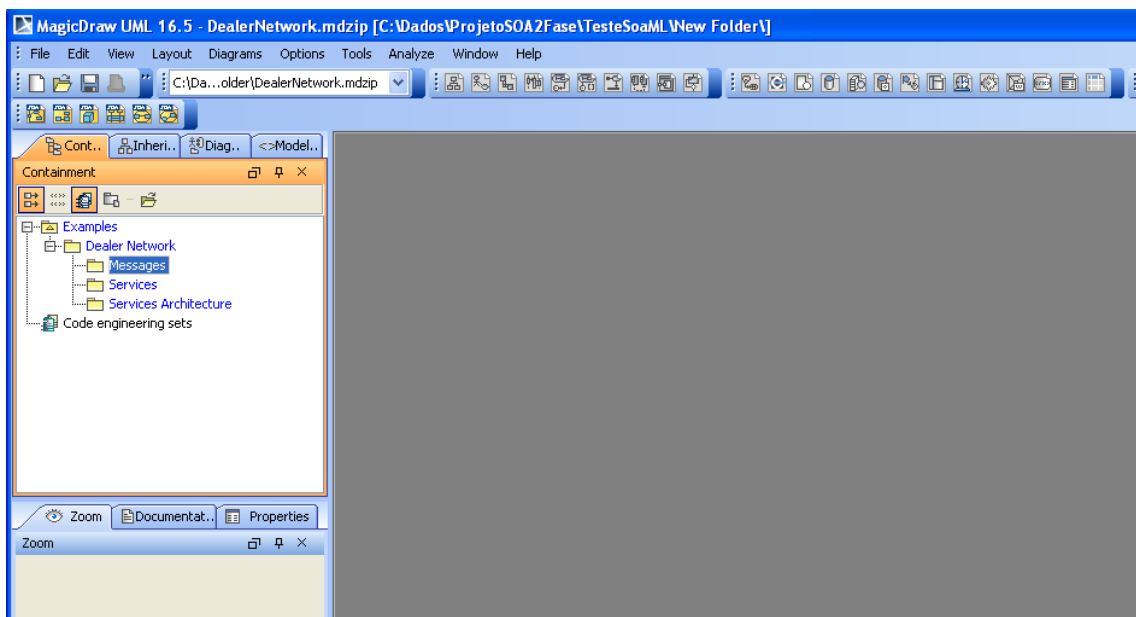 MagicDraw UML 16.5 - DealerNetwork.mdzip [C:\Dados\ProjetoSOA2Fase\TesteSoaML\New Folder\]
File Edit View Layout Diagrams Options Tools Analyze Window Help
C:\Da...older\DealerNetwork.mdzip
Cont.. Inheri.. Diag.. <>Model..
Containment
Examples
Dealer Network
Messages
Services
Services Architecture
Code engineering sets
Zoom Documentat.. Properties
Zoom